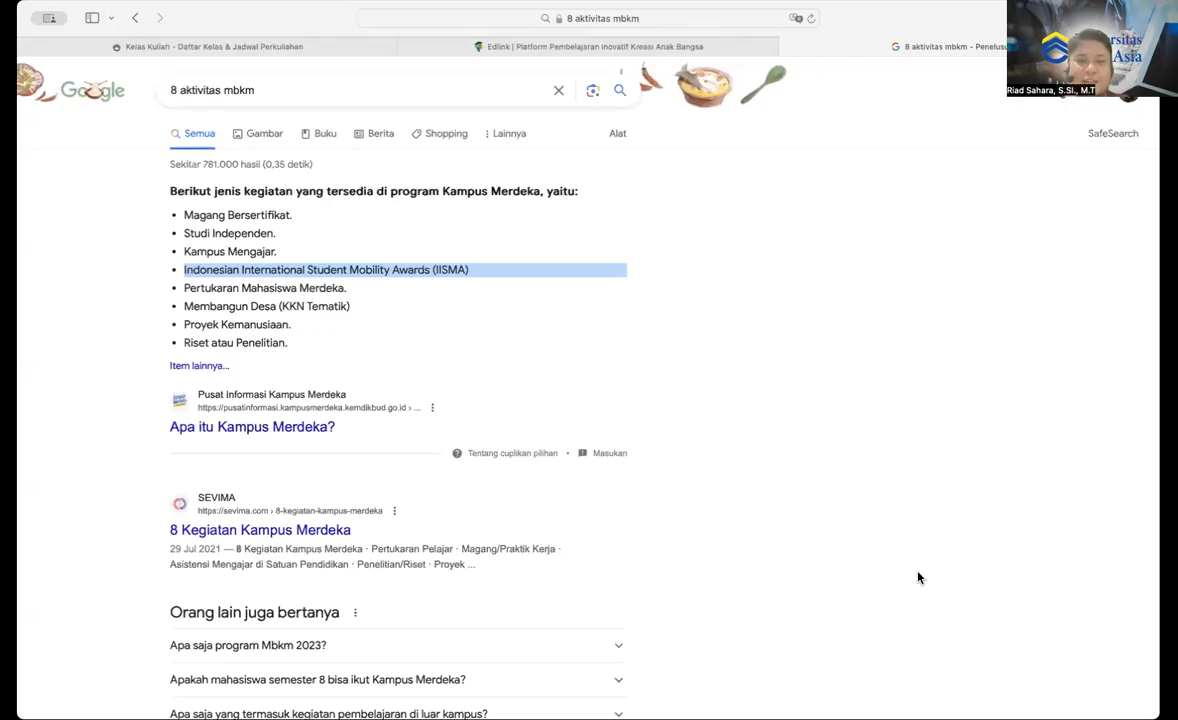 8 aktivitas mbkm
Kelas Kuliah - Daftar Kelas & Jadwal Perkuliahan
Edlink | Platform Pembelajaran Inovatif Kreasi Anak Bangsa
8 aktivitas mbkm - Penelusu
Asia
Riad Sahara, S.SI., M.T
Google
8 aktivitas mbkm
Semua
Gambar
Buku
Berita
Shopping
Lainnya
Alat
SafeSearch
Sekitar 781.000 hasil (0,35 detik)
Berikut jenis kegiatan yang tersedia di program Kampus Merdeka, yaitu:
• Magang Bersertifikat.
• Studi Independen.
• Kampus Mengajar.
• Indonesian International Student Mobility Awards (IISMA)
• Pertukaran Mahasiswa Merdeka.
• Membangun Desa (KKN Tematik)
• Proyek Kemanusiaan.
• Riset atau Penelitian.
Item lainnya...
Pusat Informasi Kampus Merdeka
https://pusatinformasi.kampusmerdeka.kemdikbud.go.id › ...
Apa itu Kampus Merdeka?
Tentang cuplikan pilihan • Masukan
SEVIMA
https://sevima.com › 8-kegiatan-kampus-merdeka
8 Kegiatan Kampus Merdeka
29 Jul 2021 — 8 Kegiatan Kampus Merdeka · Pertukaran Pelajar · Magang/Praktik Kerja ·
Asistensi Mengajar di Satuan Pendidikan · Penelitian/Riset · Proyek ...
Orang lain juga bertanya
Apa saja program Mbkm 2023?
Apakah mahasiswa semester 8 bisa ikut Kampus Merdeka?
Apa saja yang termasuk kegiatan pembelajaran di luar kampus?